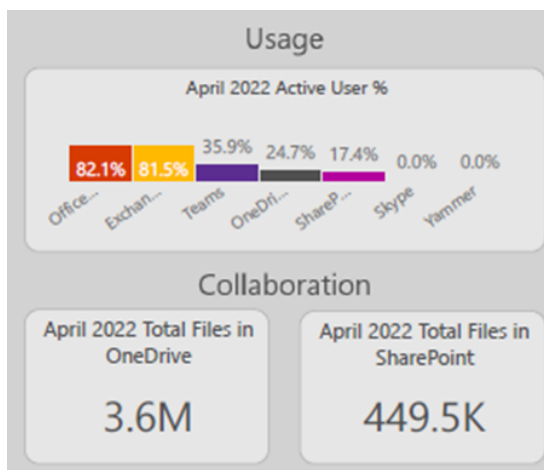 Usage
April 2022 Active User %
82.1% 81.5% 35.9% 24.7% 17.4% 0.0% 0.0%
Office... Exchan... Teams OneDri... ShareP... Skype Yammer
Collaboration
April 2022 Total Files in
OneDrive
3.6M
April 2022 Total Files in
SharePoint
449.5K